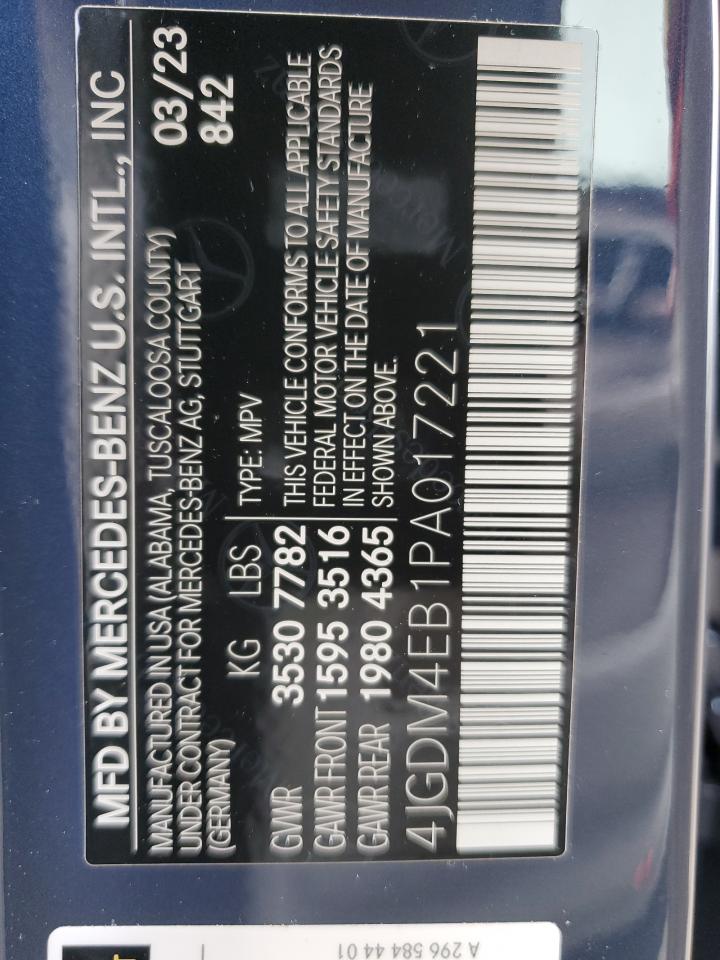 MFD BY MERCEDES-BENZ U.S. INTL., INC
03/23
MANUFACTURED IN USA (ALABAMA, TUSCALOOSA COUNTY)
842
UNDER CONTRACT FOR MERCEDES-BENZ AG, STUTTGART
(GERMANY)
KG LBS
GWR 3530 7782
GAWR FRONT 1595 3516
GAWR REAR 1980 4365
TYPE: MPV
THIS VEHICLE CONFORMS TO ALL APPLICABLE
FEDERAL MOTOR VEHICLE SAFETY STANDARDS
IN EFFECT ON THE DATE OF MANUFACTURE
SHOWN ABOVE.
4JGDM4EB1PA017221
A 296 584 44 01